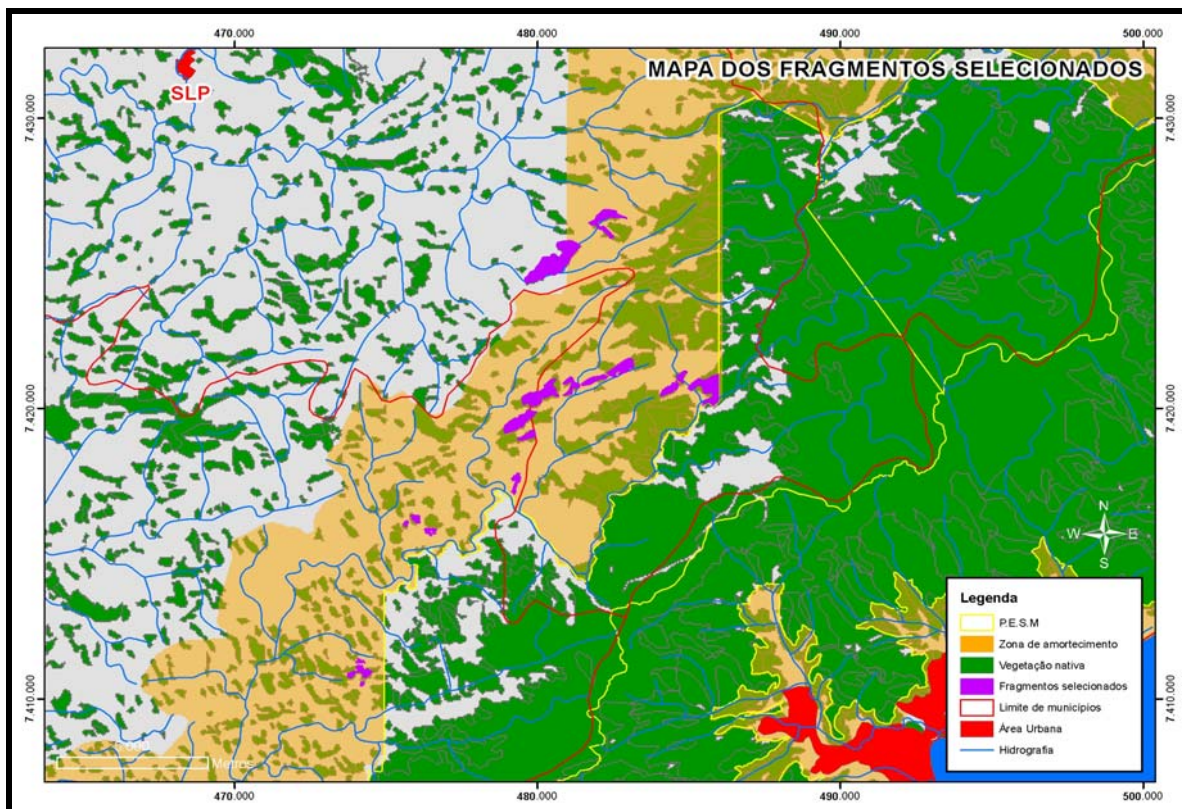 470.000 480.000 490.000 500.000
MAPA DOS FRAGMENTOS SELECIONADOS
SLP
7.430.000 7.430.000
7.420.000 7.420.000
N
W E
S
Legenda
P.E.S.M
Zona de amortecimento
Vegetação nativa
Fragmentos selecionados
Limite de municípios
Área Urbana
Hidrografia
7.410.000 7.410.000
Metros
470.000 480.000 490.000 500.000